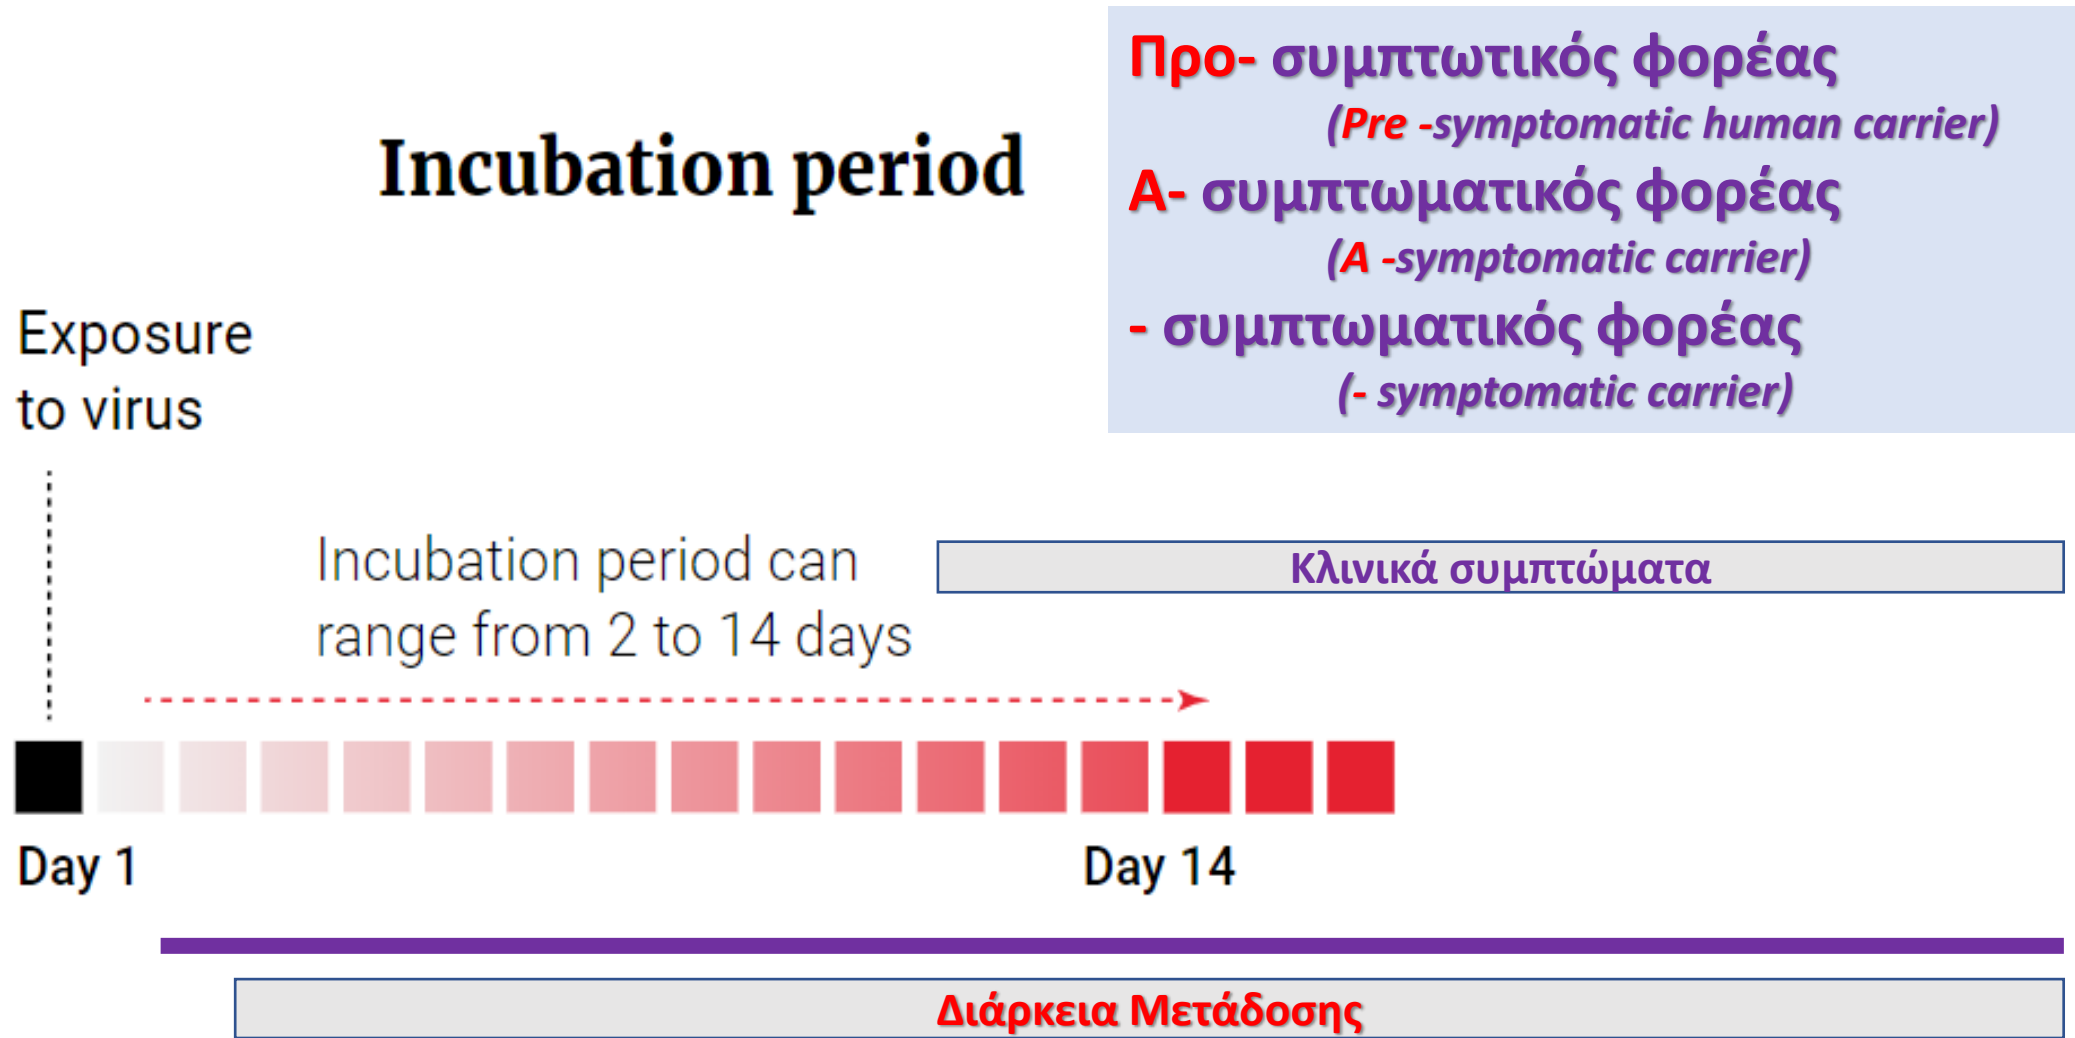 Incubation period
Προ- συμπτωτικός φορέας
(Pre -symptomatic human carrier)
Α- συμπτωματικός φορέας
(A -symptomatic carrier)
- συμπτωματικός φορέας
(- symptomatic carrier)
Exposure
to virus
Incubation period can
range from 2 to 14 days
Κλινικά συμπτώματα
Day 1
Day 14
Διάρκεια Μετάδοσης